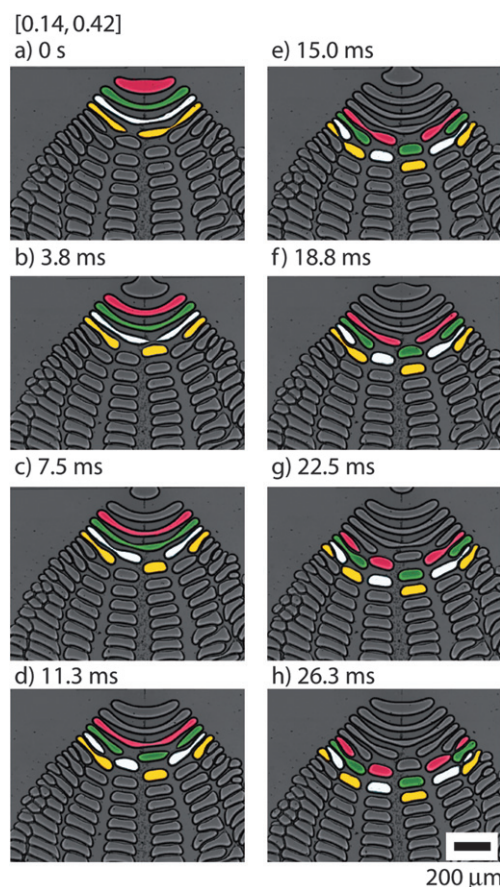 [0.14, 0.42]
a) 0 s
b) 3.8 ms
c) 7.5 ms
d) 11.3 ms
e) 15.0 ms
f) 18.8 ms
g) 22.5 ms
h) 26.3 ms
200 μm